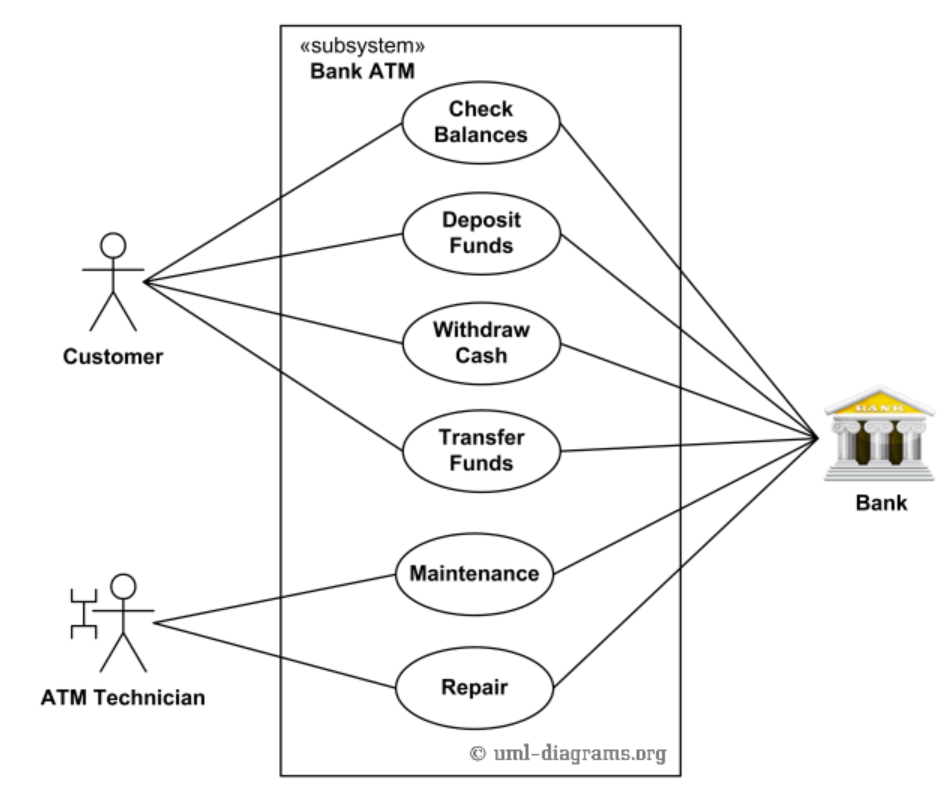 «subsystem»
Bank ATM
Check
Balances
Deposit
Funds
Withdraw
Cash
Transfer
Funds
Maintenance
Repair
Customer
ATM Technician
BANK
Bank
© uml-diagrams.org